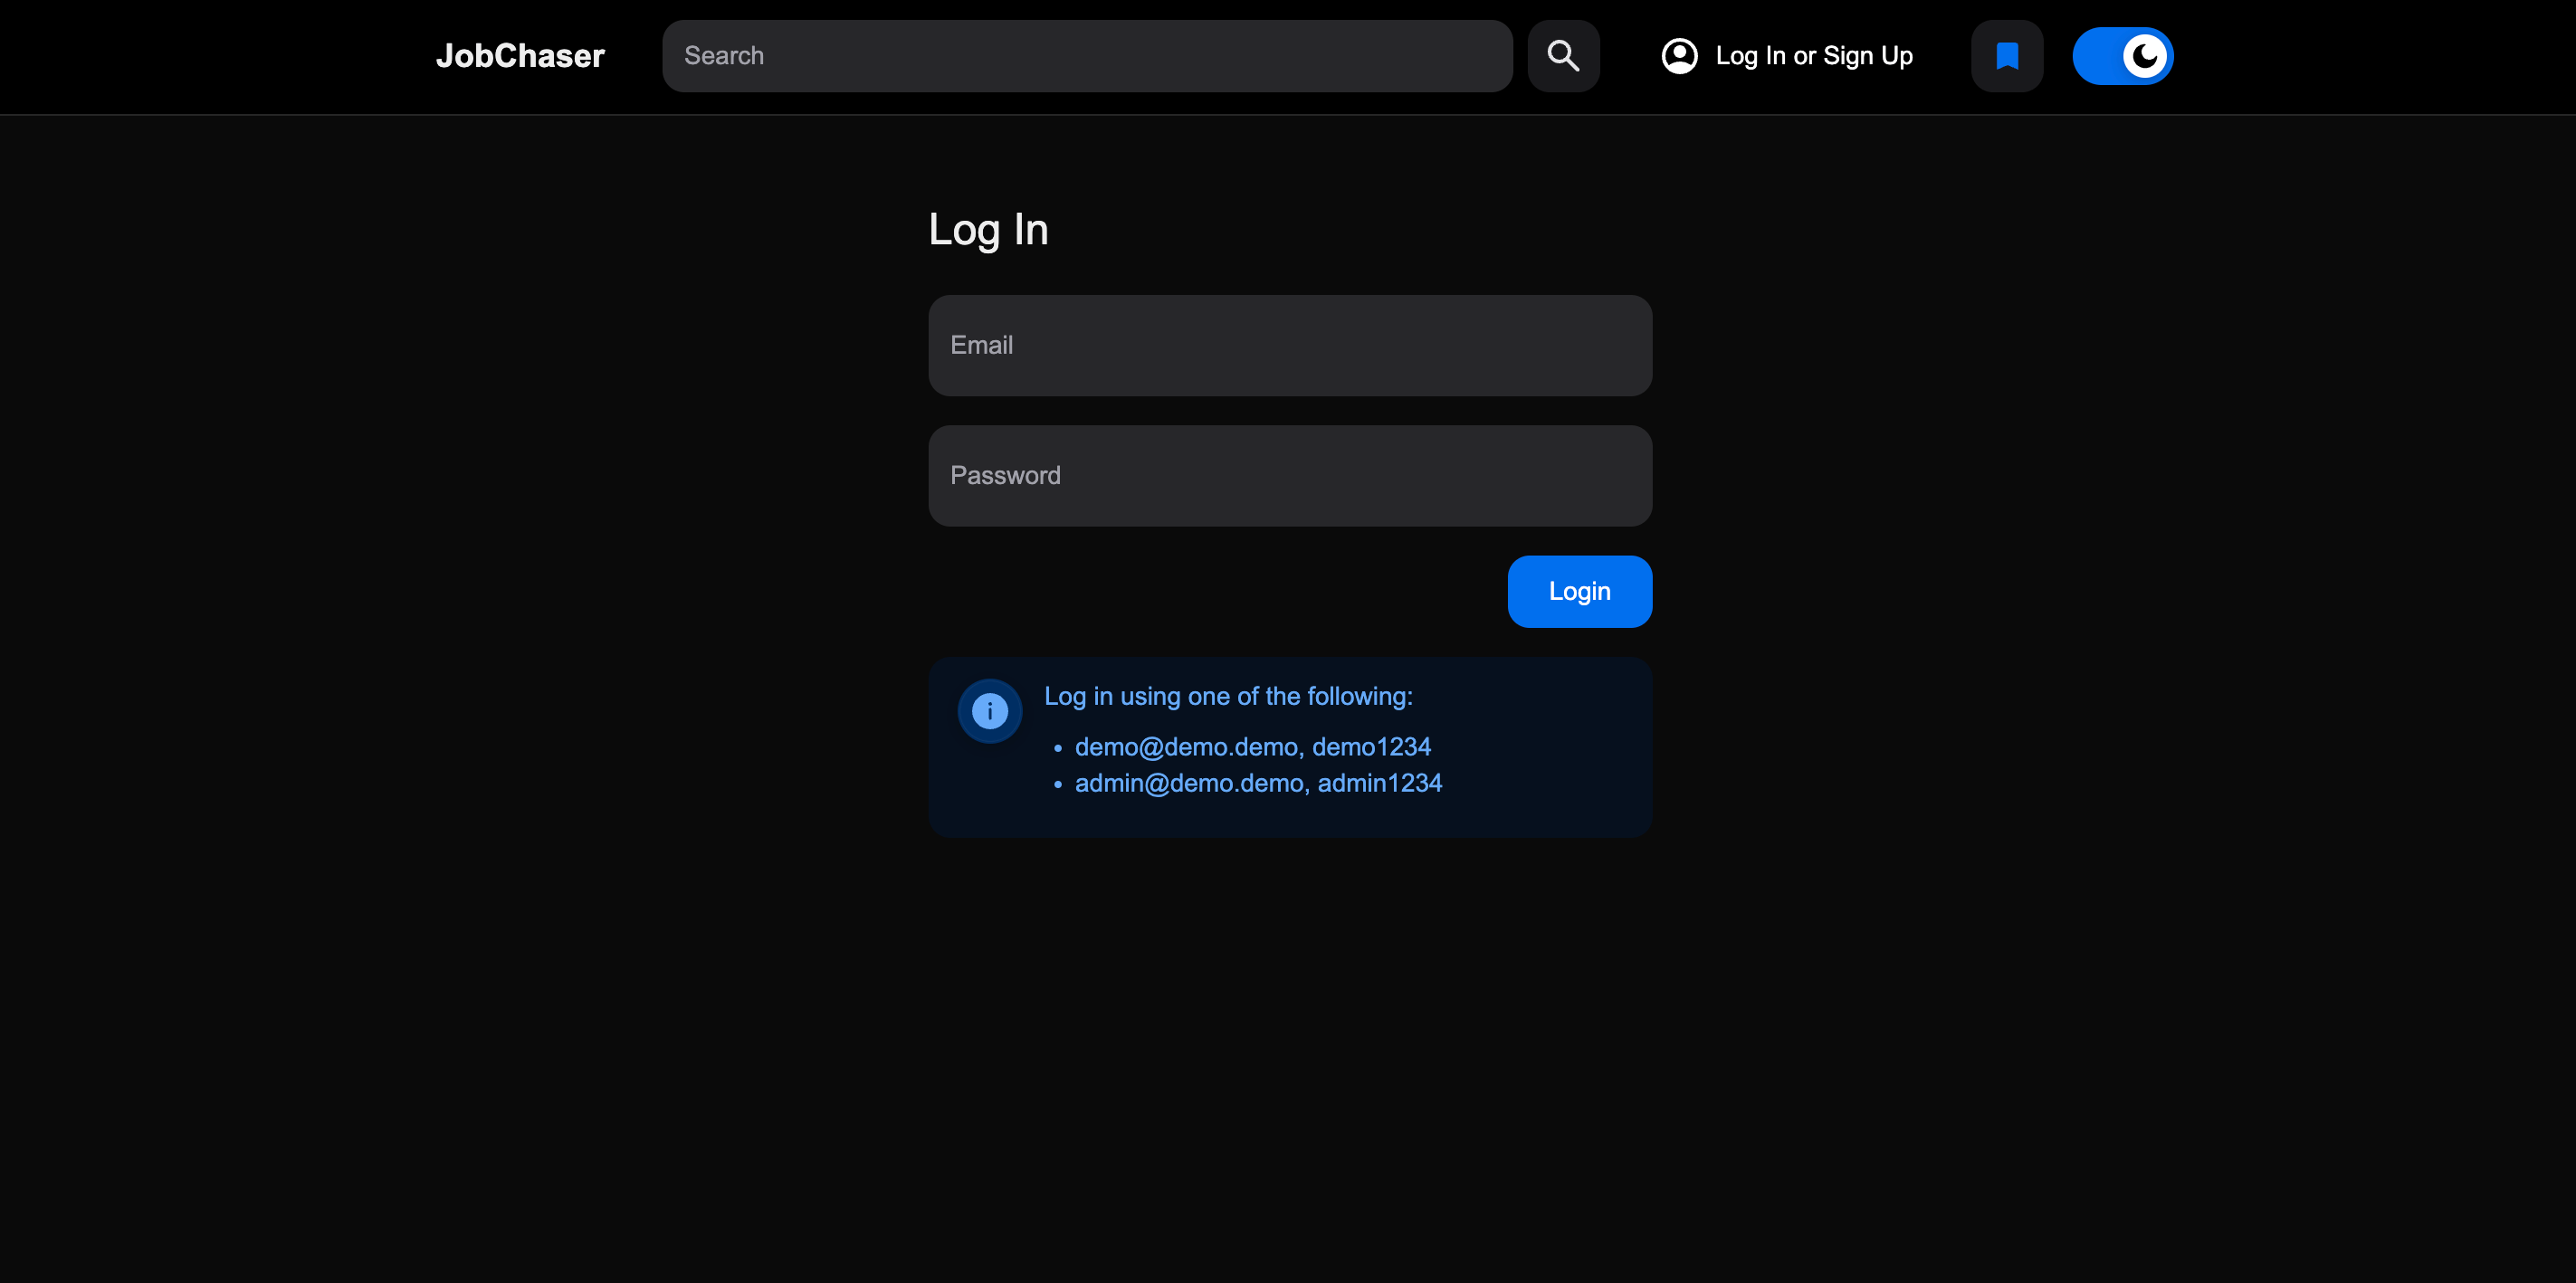 JobChaser
Search
Log In or Sign Up
Log In
Email
Password
Login
Log in using one of the following:
• demo@demo.demo, demo1234
• admin@demo.demo, admin1234